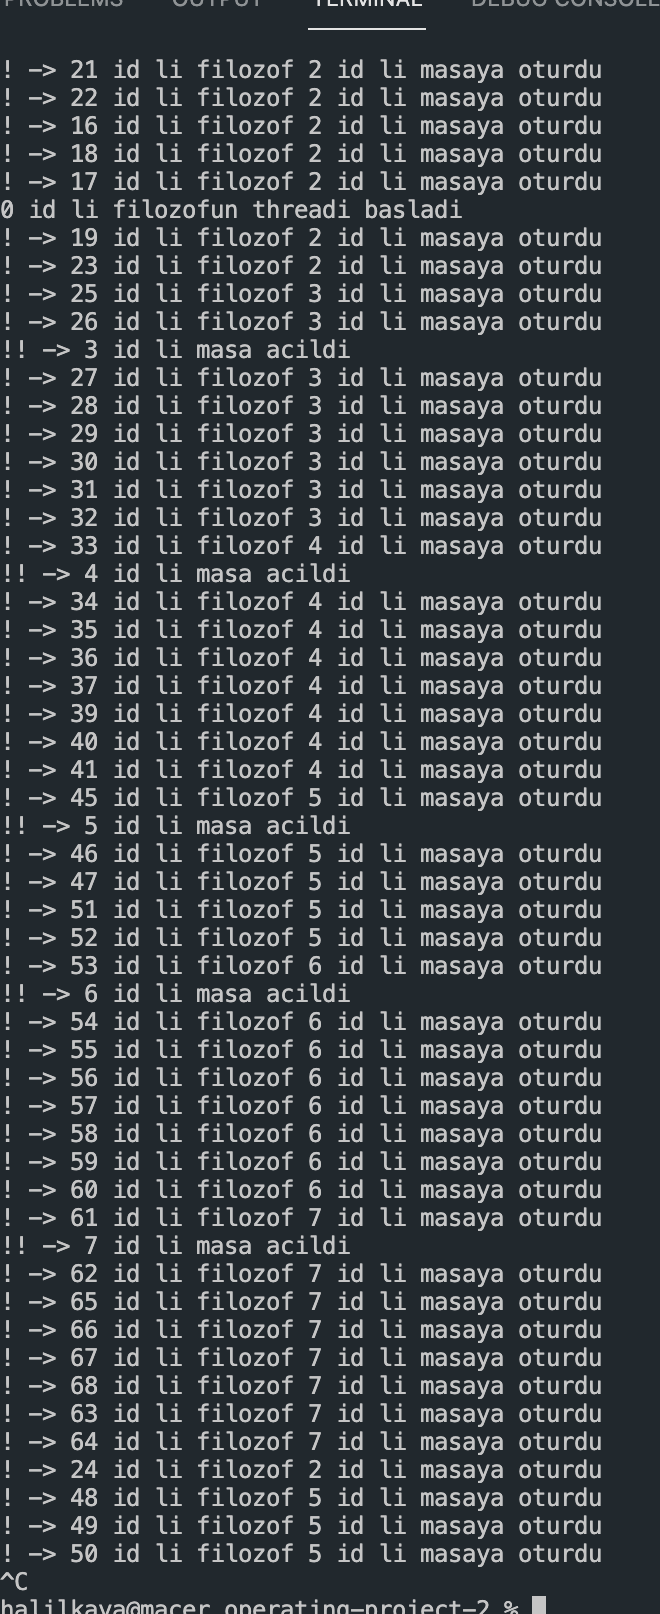 PROBLEMS OUTPUT TERMINAL DEBUG CONSOLE
! –> 21 id li filozof 2 id li masaya oturdu
! –> 22 id li filozof 2 id li masaya oturdu
! –> 16 id li filozof 2 id li masaya oturdu
! –> 18 id li filozof 2 id li masaya oturdu
! –> 17 id li filozof 2 id li masaya oturdu
0 id li filozofun threadi basladi
! –> 19 id li filozof 2 id li masaya oturdu
! –> 23 id li filozof 2 id li masaya oturdu
! –> 25 id li filozof 3 id li masaya oturdu
! –> 26 id li filozof 3 id li masaya oturdu
!! –> 3 id li masa acildi
! –> 27 id li filozof 3 id li masaya oturdu
! –> 28 id li filozof 3 id li masaya oturdu
! –> 29 id li filozof 3 id li masaya oturdu
! –> 30 id li filozof 3 id li masaya oturdu
! –> 31 id li filozof 3 id li masaya oturdu
! –> 32 id li filozof 3 id li masaya oturdu
! –> 33 id li filozof 4 id li masaya oturdu
!! –> 4 id li masa acildi
! –> 34 id li filozof 4 id li masaya oturdu
! –> 35 id li filozof 4 id li masaya oturdu
! –> 36 id li filozof 4 id li masaya oturdu
! –> 37 id li filozof 4 id li masaya oturdu
! –> 39 id li filozof 4 id li masaya oturdu
! –> 40 id li filozof 4 id li masaya oturdu
! –> 41 id li filozof 4 id li masaya oturdu
! –> 45 id li filozof 5 id li masaya oturdu
!! –> 5 id li masa acildi
! –> 46 id li filozof 5 id li masaya oturdu
! –> 47 id li filozof 5 id li masaya oturdu
! –> 51 id li filozof 5 id li masaya oturdu
! –> 52 id li filozof 5 id li masaya oturdu
! –> 53 id li filozof 6 id li masaya oturdu
!! –> 6 id li masa acildi
! –> 54 id li filozof 6 id li masaya oturdu
! –> 55 id li filozof 6 id li masaya oturdu
! –> 56 id li filozof 6 id li masaya oturdu
! –> 57 id li filozof 6 id li masaya oturdu
! –> 58 id li filozof 6 id li masaya oturdu
! –> 59 id li filozof 6 id li masaya oturdu
! –> 60 id li filozof 6 id li masaya oturdu
! –> 61 id li filozof 7 id li masaya oturdu
!! –> 7 id li masa acildi
! –> 62 id li filozof 7 id li masaya oturdu
! –> 65 id li filozof 7 id li masaya oturdu
! –> 66 id li filozof 7 id li masaya oturdu
! –> 67 id li filozof 7 id li masaya oturdu
! –> 68 id li filozof 7 id li masaya oturdu
! –> 63 id li filozof 7 id li masaya oturdu
! –> 64 id li filozof 7 id li masaya oturdu
! –> 24 id li filozof 2 id li masaya oturdu
! –> 48 id li filozof 5 id li masaya oturdu
! –> 49 id li filozof 5 id li masaya oturdu
! –> 50 id li filozof 5 id li masaya oturdu
^C
halilkaya@macer operating-project-2 %